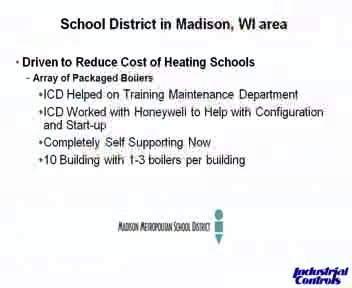 School District in Madison, WI area
• Driven to Reduce Cost of Heating Schools
– Array of Packaged Boilers
•ICD Helped on Training Maintenance Department
•ICD Worked with Honeywell to Help with Configuration
and Start-up
•Completely Self Supporting Now
•10 Building with 1-3 boilers per building
MADISON METROPOLITAN SCHOOL DISTRICT
Industrial
Controls